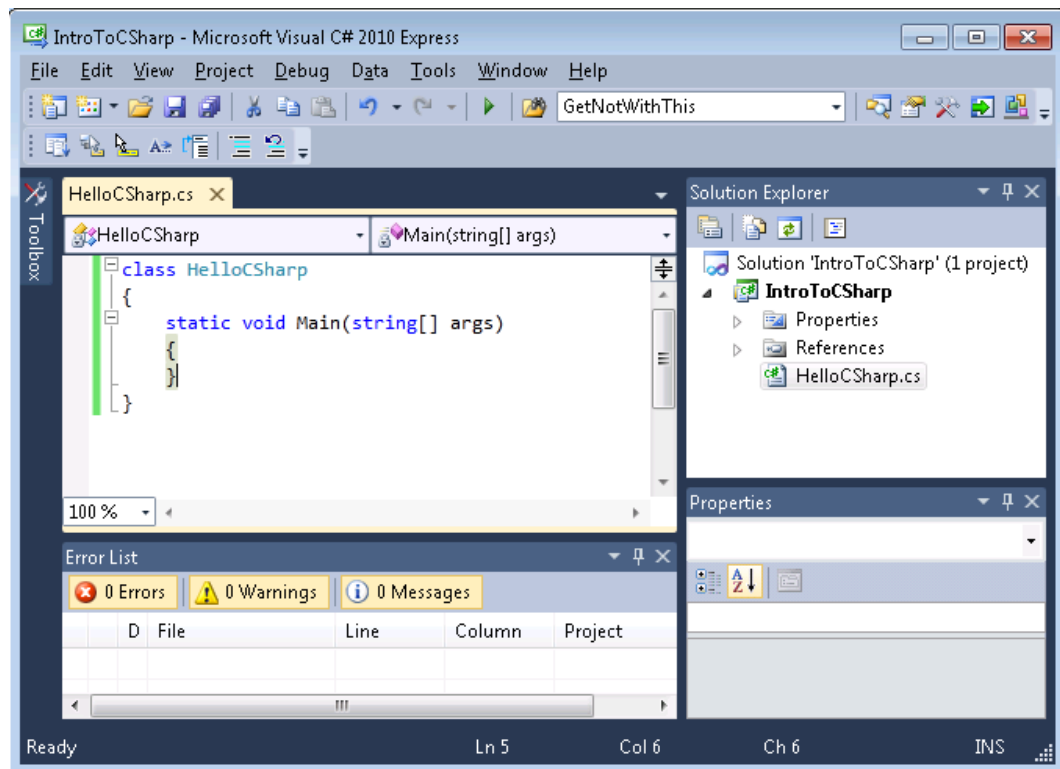 IntroToCSharp - Microsoft Visual C# 2010 Express
File Edit View Project Debug Data Tools Window Help
GetNotWithThis
Toolbox
HelloCSharp.cs
HelloCSharp
Main(string[] args)
class HelloCSharp
{
static void Main(string[] args)
{
}
}
100 %
Solution Explorer
Solution 'IntroToCSharp' (1 project)
IntroToCSharp
Properties
References
HelloCSharp.cs
Properties
Error List
0 Errors 0 Warnings 0 Messages
D File Line Column Project
Ready Ln 5 Col 6 Ch 6 INS